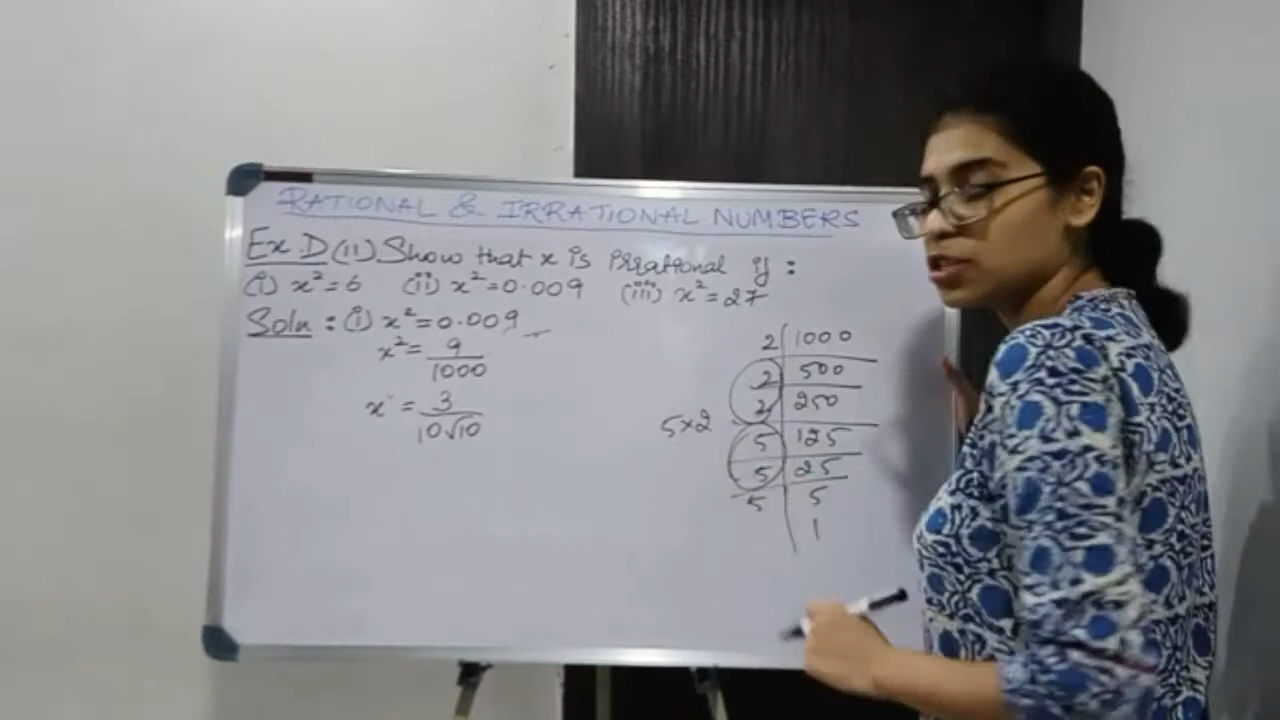 RATIONAL & IRRATIONAL NUMBERS
Ex.D (11) Show that x is irrational if :
(i) x²=6 (ii) x²=0.009 (iii) x²=27
Soln : (i) x²=0.009
x² = 9/1000
x = 3/10√10
2 | 1000
2 | 500
2 | 250
5 | 125
5 | 25
5 | 5
1
5×2